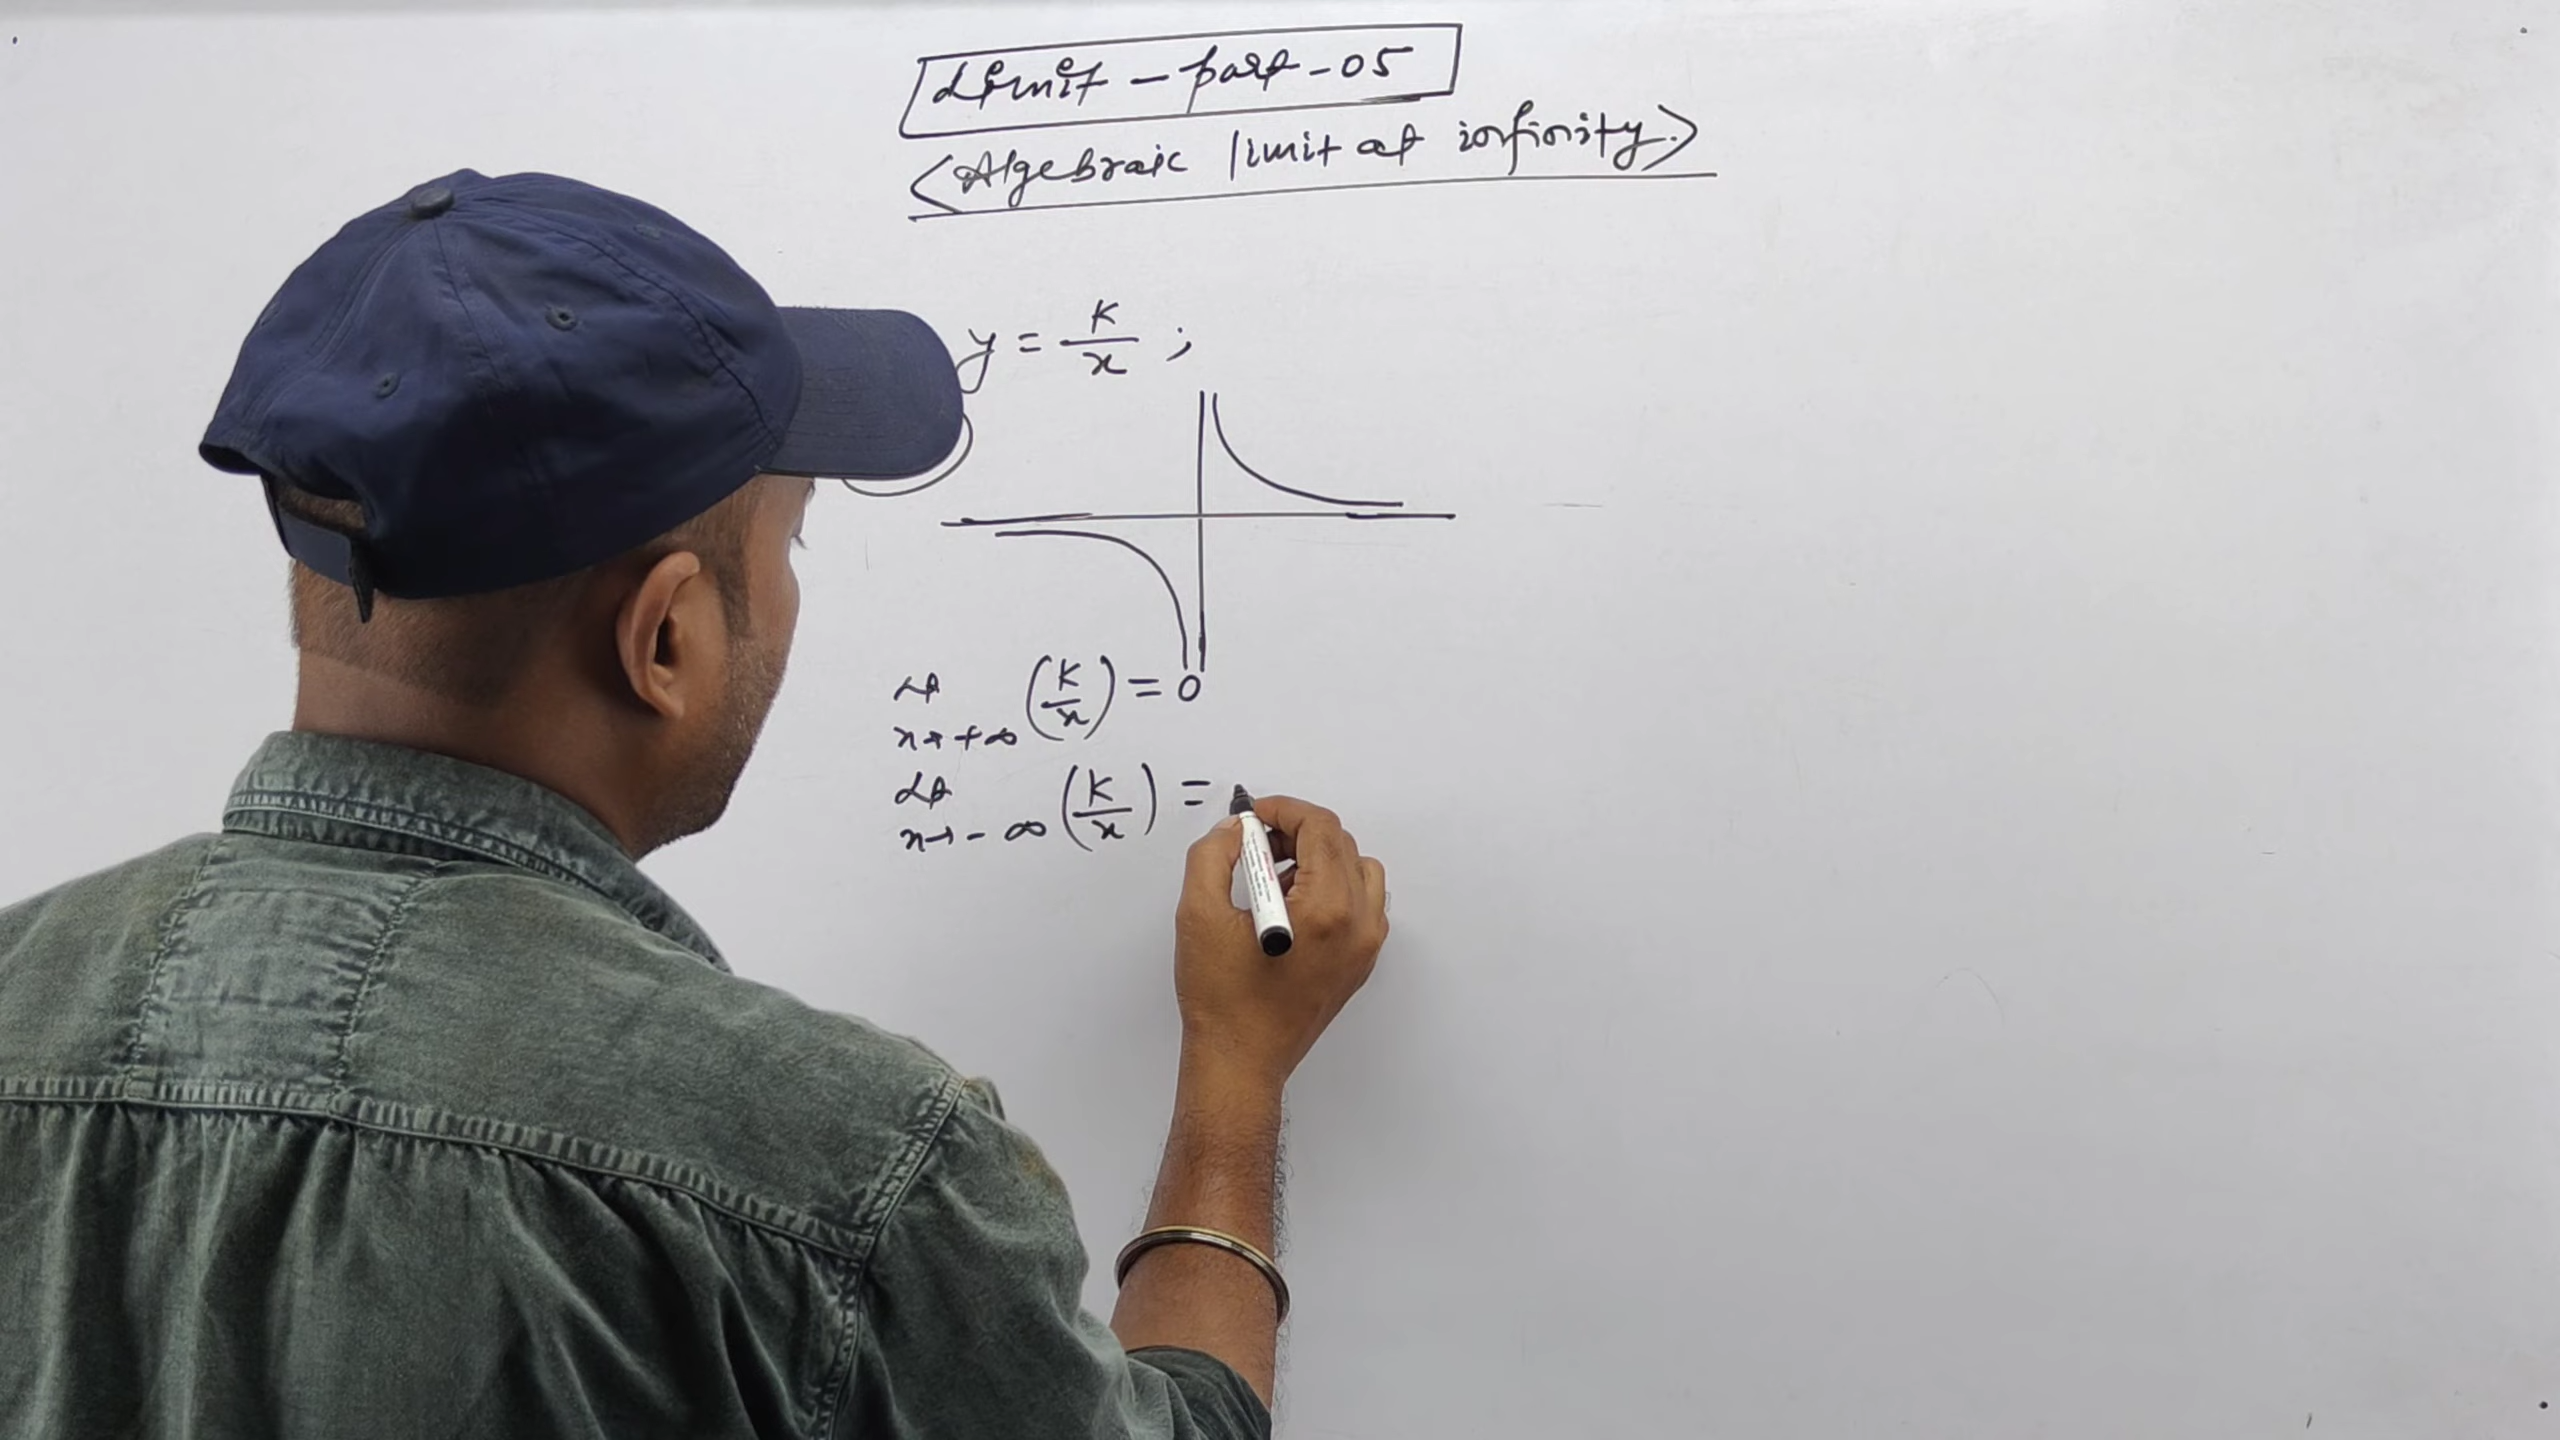 Limit - part - 05
<Algebraic limit at infinity.>
y = K/x ;
Lt x→+∞ (K/x) = 0
Lt x→-∞ (K/x) =